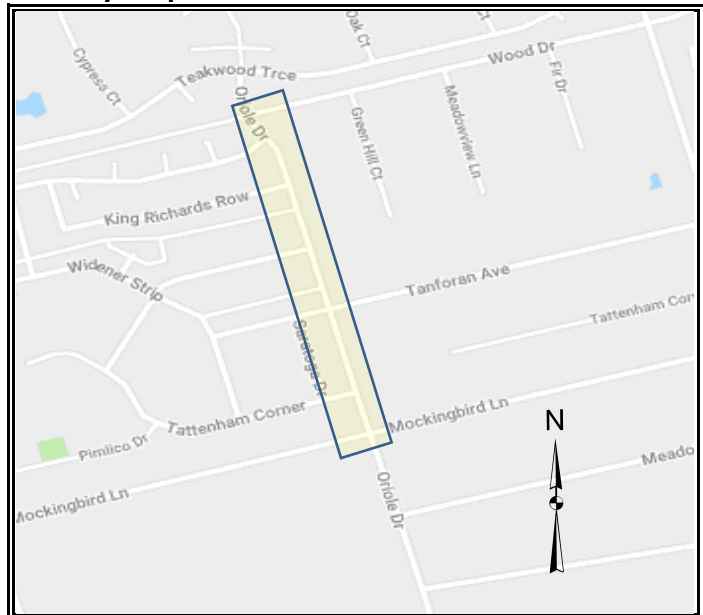 Oak Ct
Ct
Cypress Ct
Teakwood Trce
Wood Dr
Fir Dr
Oriole Dr
Green Hill Ct
Meadowview Ln
King Richards Row
Widener Strip
Tanforan Ave
Tattenham Cor
Saratoga Dr
Tattenham Corner
Mockingbird Ln
Pimlico Dr
N
Meado
Mockingbird Ln
Oriole Dr